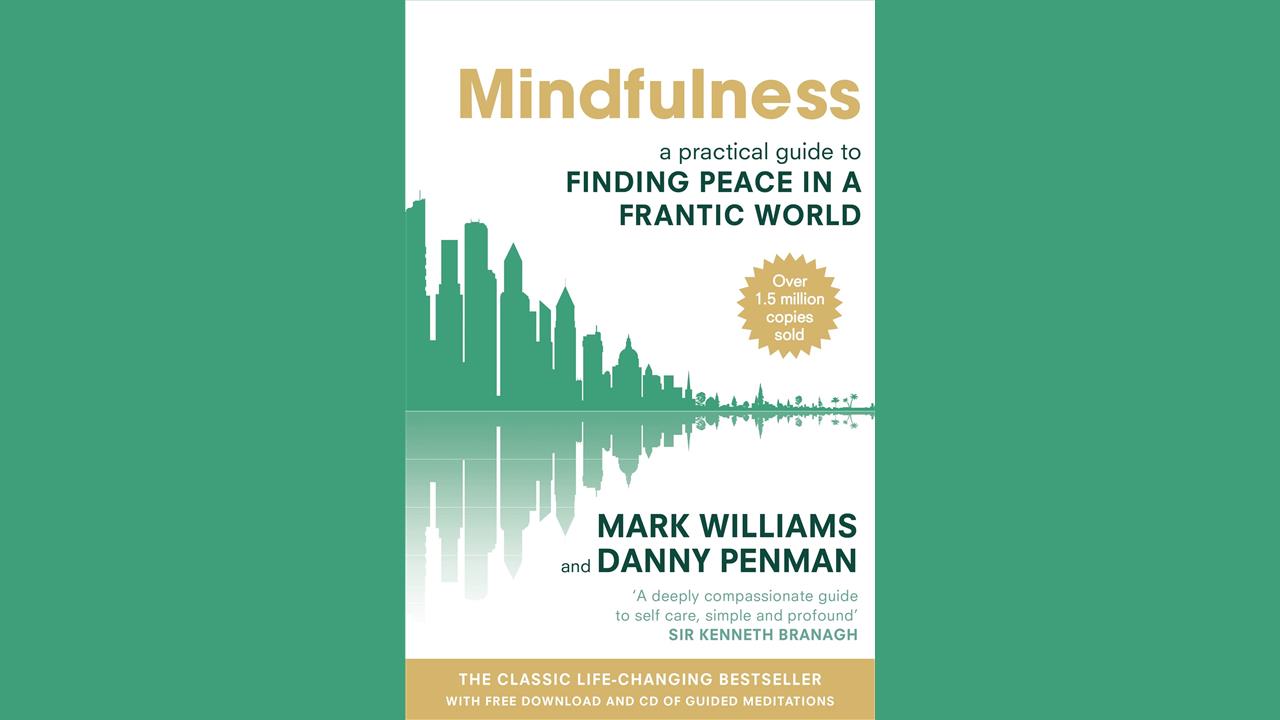 Mindfulness
a practical guide to
FINDING PEACE IN A
FRANTIC WORLD
Over
1.5 million
copies
sold
MARK WILLIAMS
and DANNY PENMAN
‘A deeply compassionate guide
to self care, simple and profound’
SIR KENNETH BRANAGH
THE CLASSIC LIFE-CHANGING BESTSELLER
WITH FREE DOWNLOAD AND CD OF GUIDED MEDITATIONS